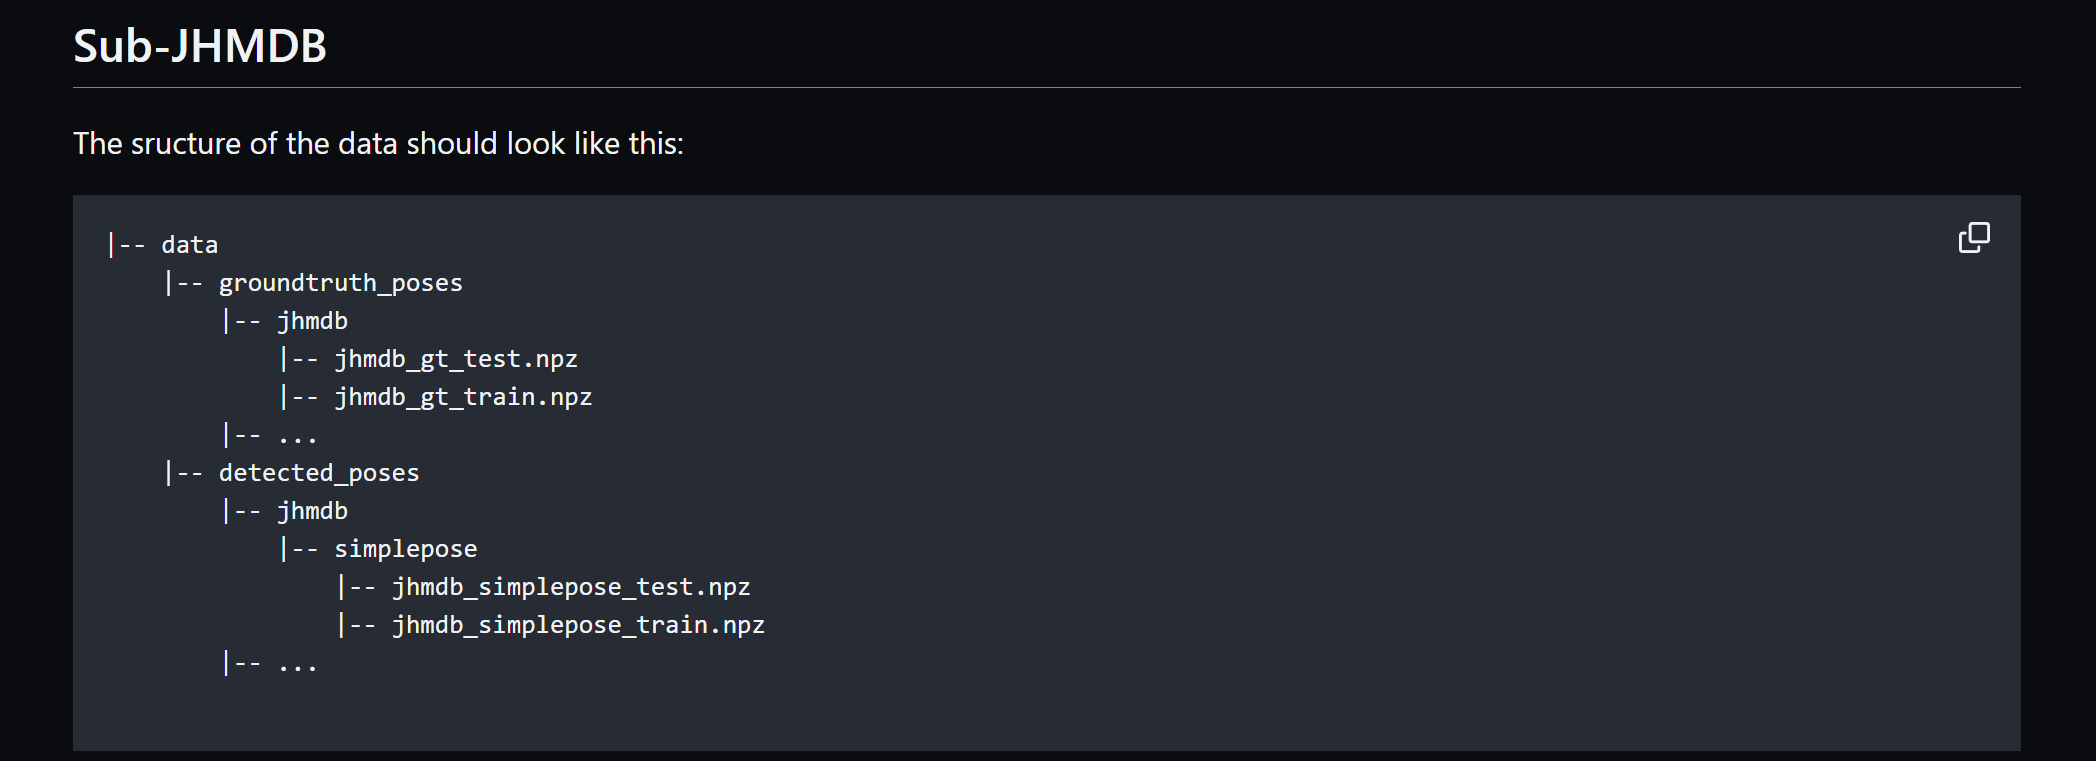 Sub-JHMDB
The sructure of the data should look like this:
|-- data
    |-- groundtruth_poses
        |-- jhmdb
            |-- jhmdb_gt_test.npz
            |-- jhmdb_gt_train.npz
        |-- ...
    |-- detected_poses
        |-- jhmdb
            |-- simplepose
                |-- jhmdb_simplepose_test.npz
                |-- jhmdb_simplepose_train.npz
        |-- ...